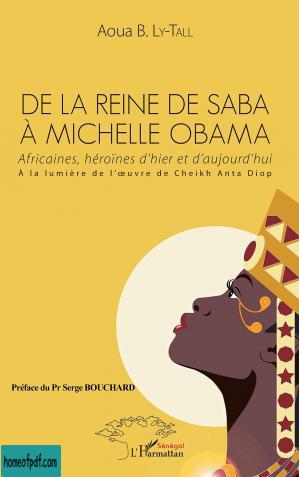 Aoua B. LY-TALL
DE LA REINE DE SABA
À MICHELLE OBAMA
Africaines, héroïnes d'hier et d'aujourd'hui
À la lumière de l'œuvre de Cheikh Anta Diop
Préface du Pr Serge BOUCHARD
Sénégal
L'Harmattan
homeofpdf.com